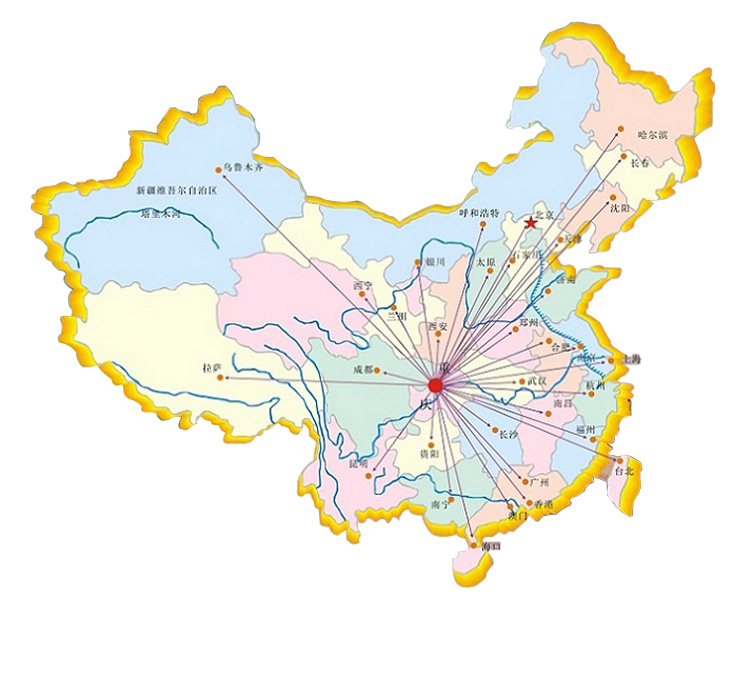 哈尔滨
长春
乌鲁木齐
新疆维吾尔自治区
沈阳
塔里木河
呼和浩特
北京
天津
石家庄
银川
太原
济南
西宁
兰州
郑州
西安
合肥
南京
上海
拉萨
成都
重
武汉
杭州
庆
南昌
长沙
福州
贵阳
昆明
台北
广州
南宁
香港
澳门
海口